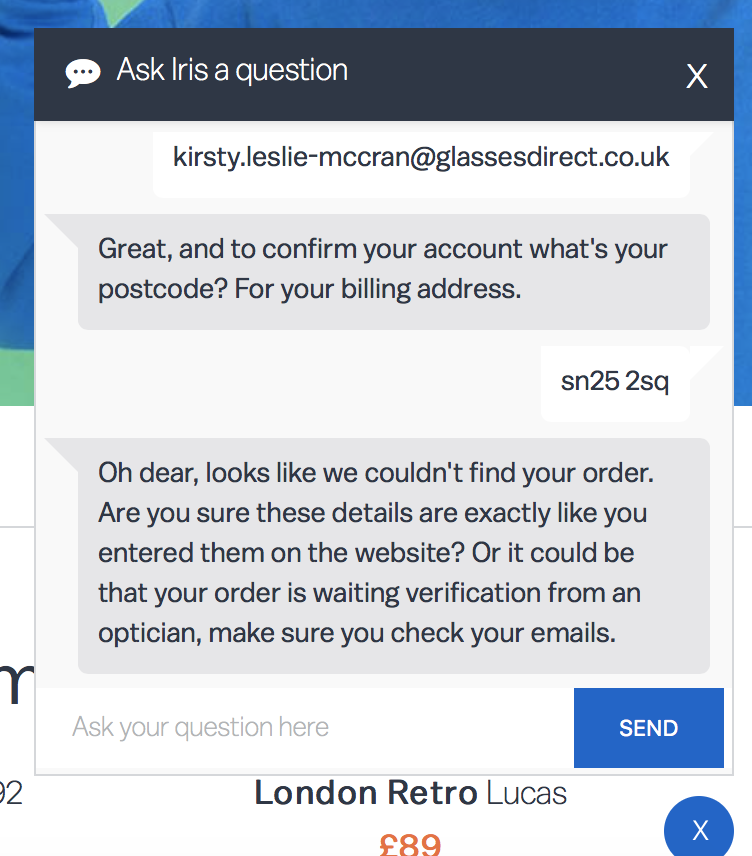 Ask Iris a question
X
kirsty.leslie-mccran@glassesdirect.co.uk
Great, and to confirm your account what's your
postcode? For your billing address.
sn25 2sq
Oh dear, looks like we couldn't find your order.
Are you sure these details are exactly like you
entered them on the website? Or it could be
that your order is waiting verification from an
optician, make sure you check your emails.
m
Ask your question here
SEND
92
London Retro Lucas
£89
X